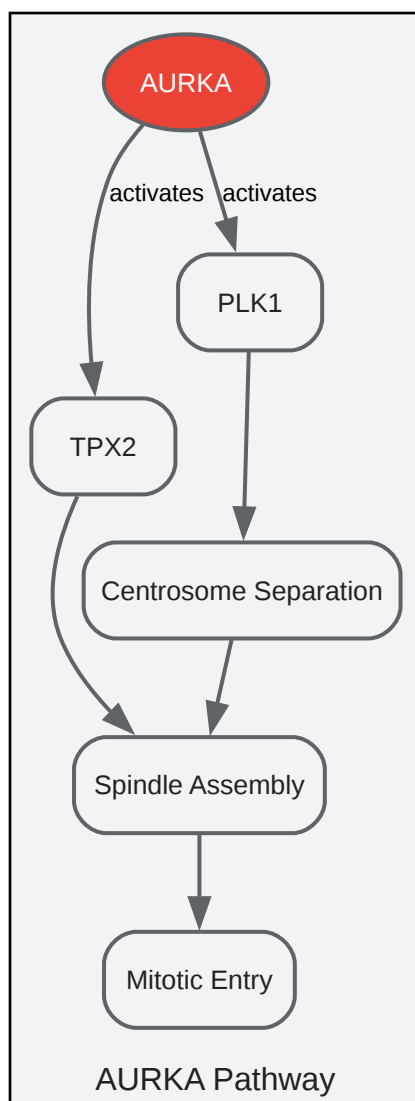 AURKA
activates activates
PLK1
TPX2
Centrosome Separation
Spindle Assembly
Mitotic Entry
AURKA Pathway